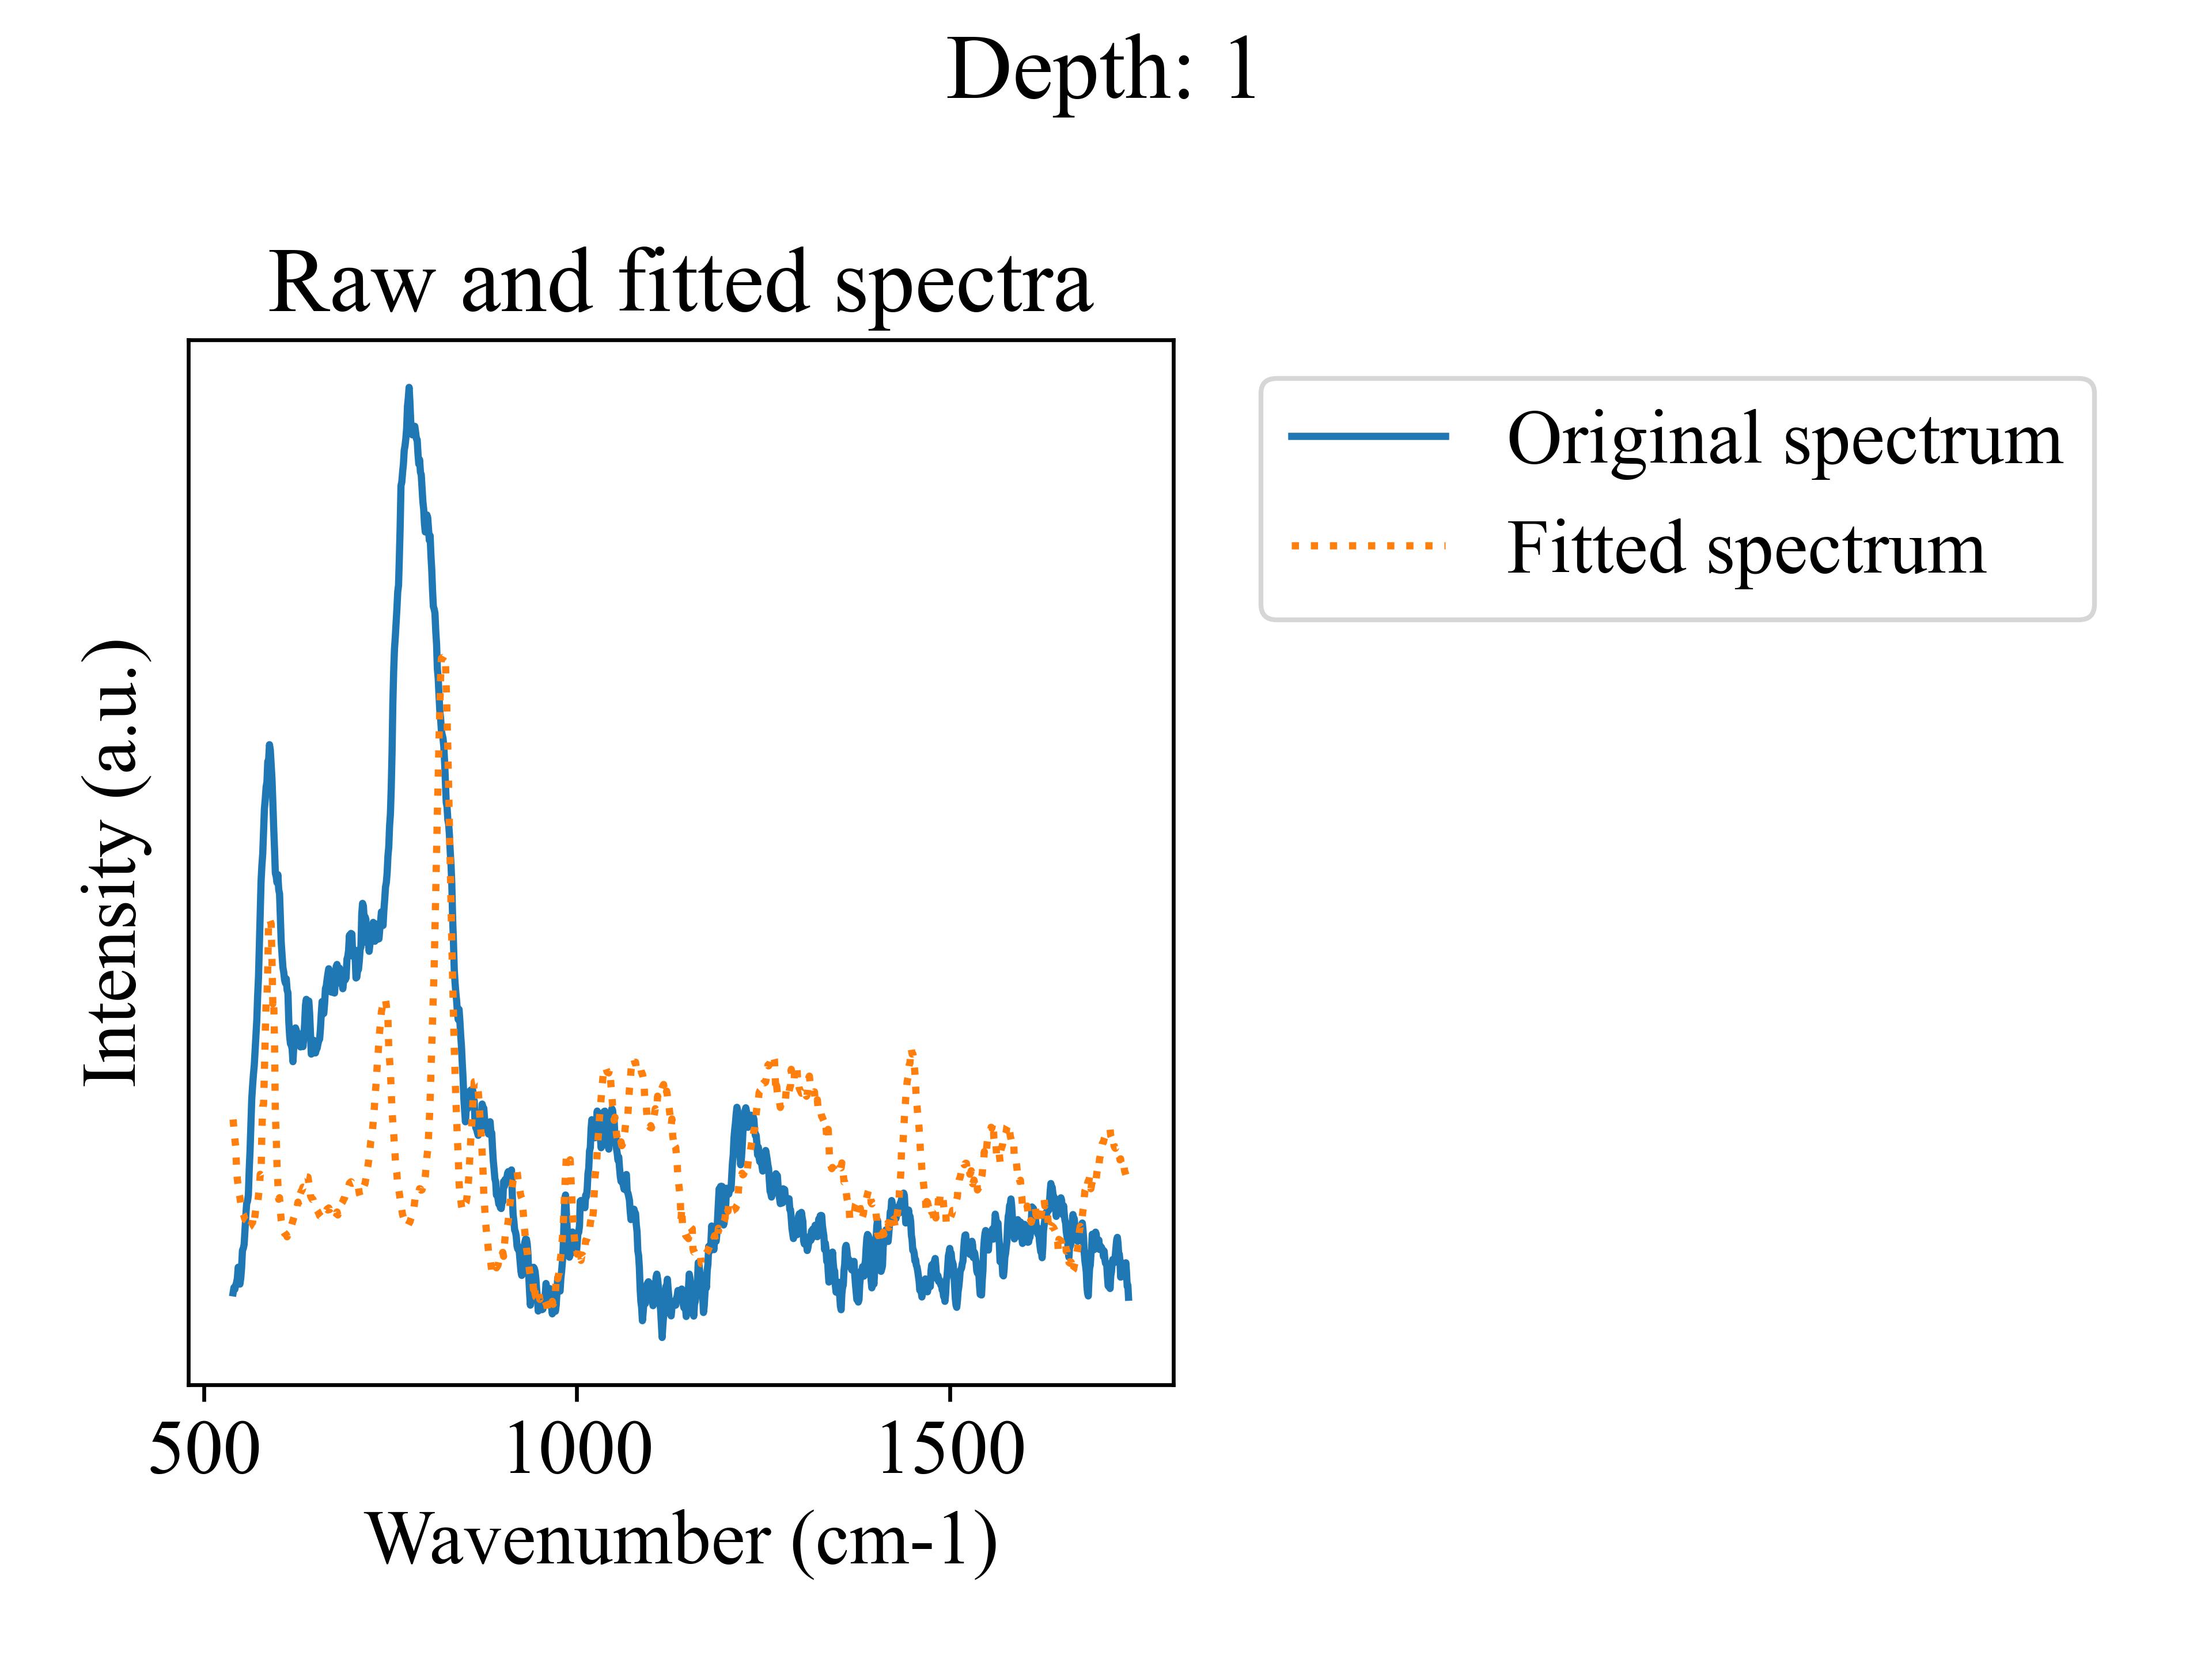 Depth: 1
Raw and fitted spectra
Original spectrum
Fitted spectrum
Intensity (a.u.)
500 1000 1500
Wavenumber (cm-1)